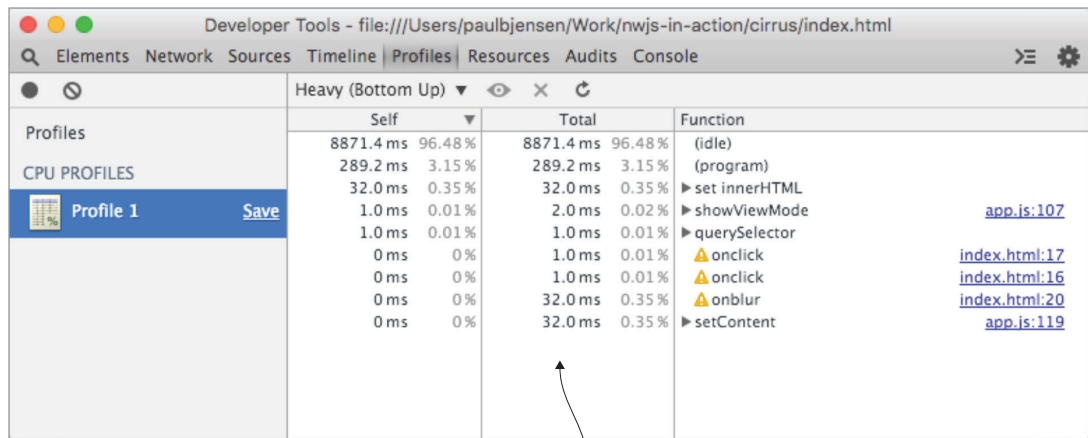 Developer Tools - file:///Users/paulbjensen/Work/nwjs-in-action/cirrus/index.html
Elements Network Sources Timeline Profiles Resources Audits Console
Heavy (Bottom Up) ▼
Profiles
CPU PROFILES
Profile 1 Save
Self ▼ Total Function
8871.4 ms 96.48% 8871.4 ms 96.48% (idle)
289.2 ms 3.15% 289.2 ms 3.15% (program)
32.0 ms 0.35% 32.0 ms 0.35% ▶ set innerHTML
1.0 ms 0.01% 2.0 ms 0.02% ▶ showViewMode app.js:107
1.0 ms 0.01% 1.0 ms 0.01% ▶ querySelector
0 ms 0% 1.0 ms 0.01% onclick index.html:17
0 ms 0% 1.0 ms 0.01% onclick index.html:16
0 ms 0% 32.0 ms 0.35% onblur index.html:20
0 ms 0% 32.0 ms 0.35% ▶ setContent app.js:119